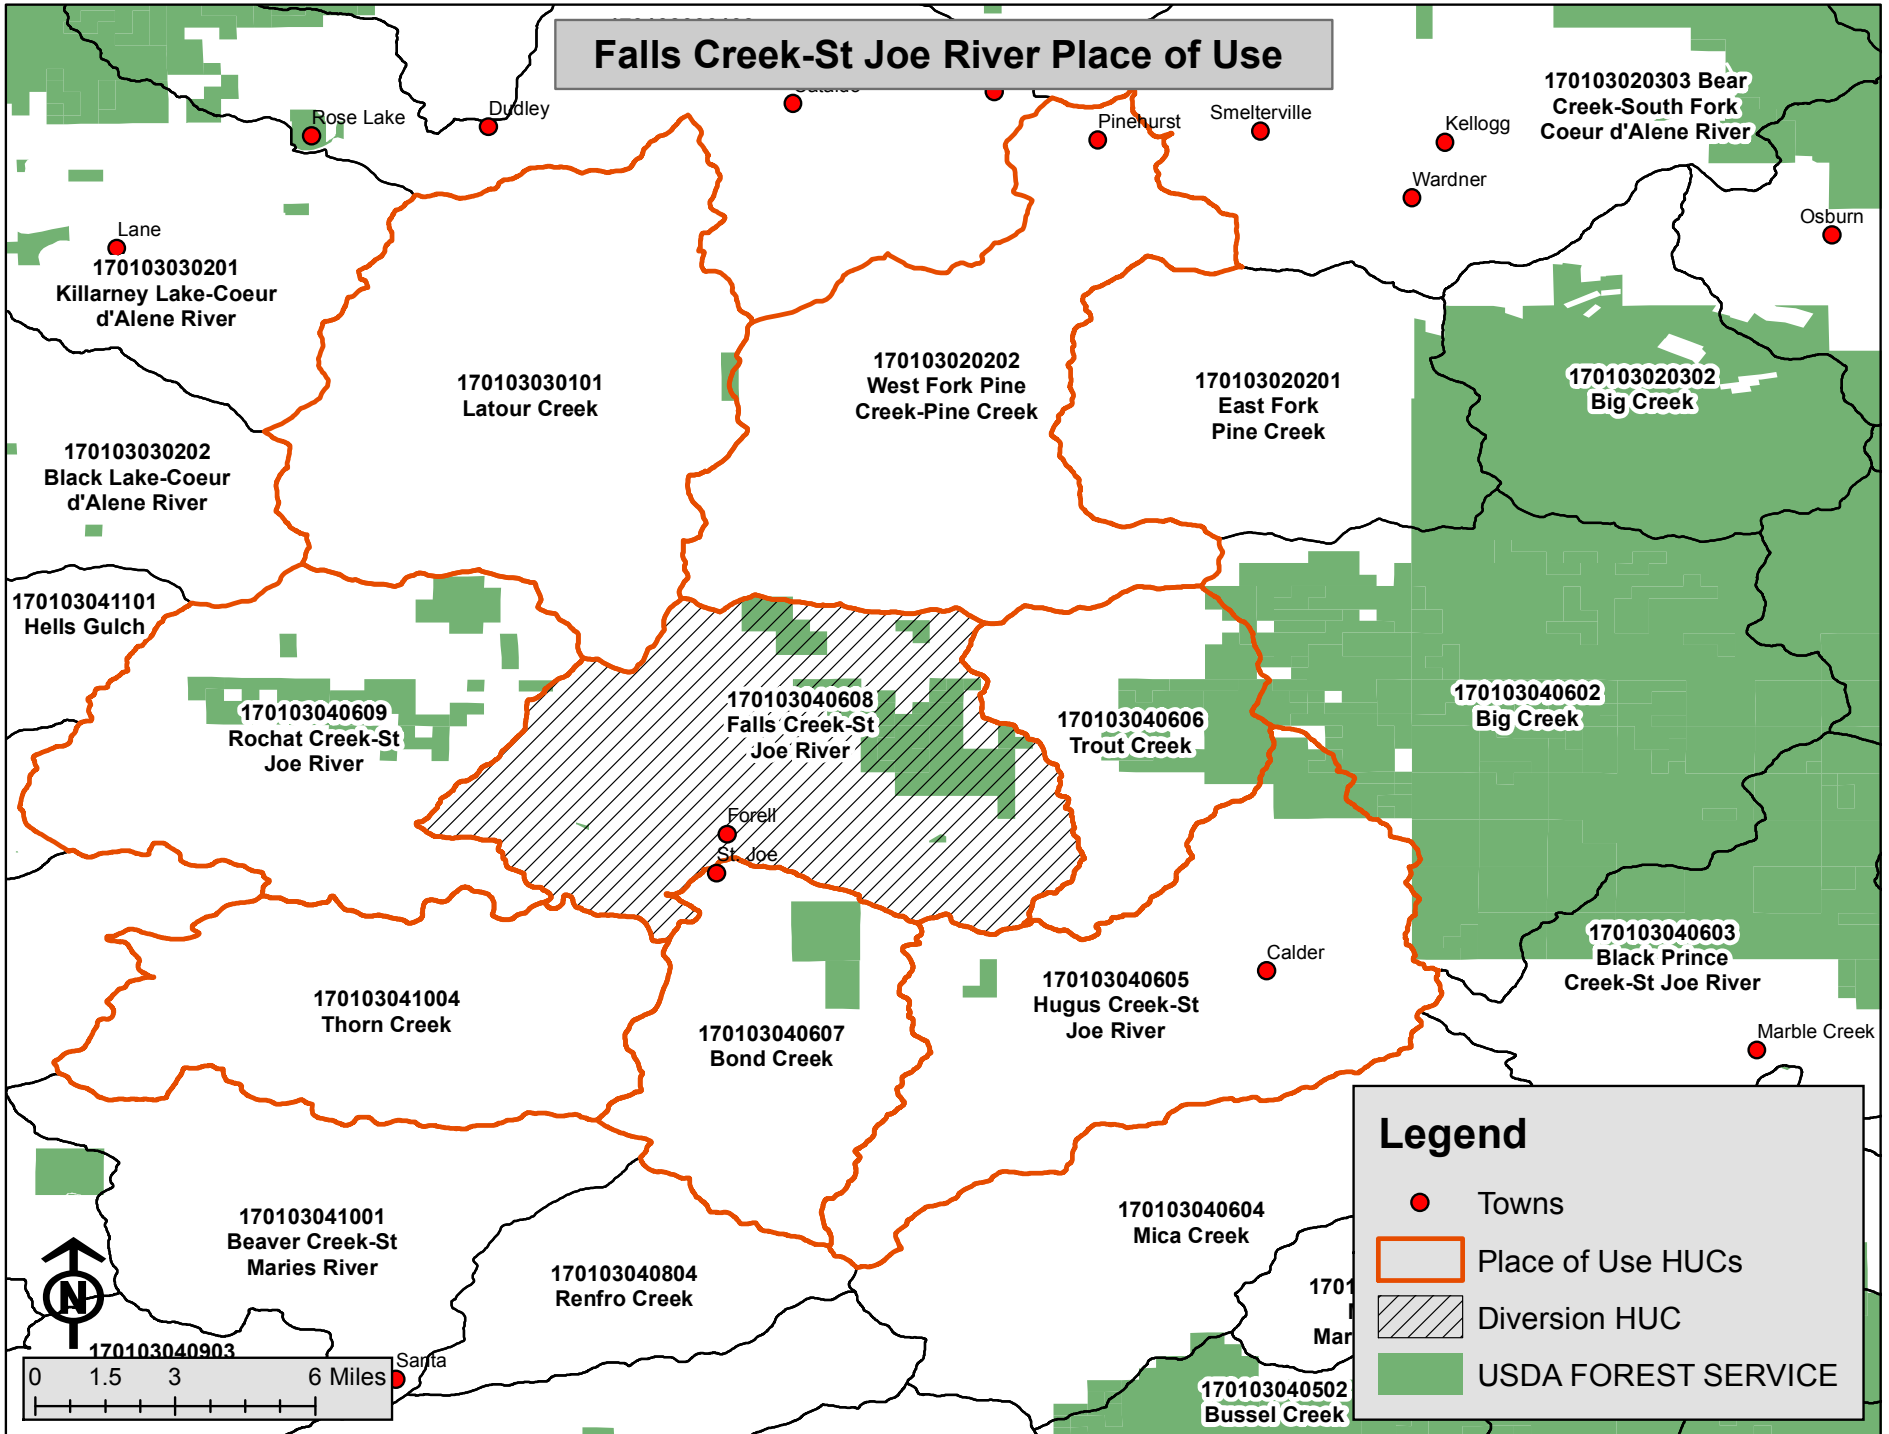 Falls Creek-St Joe River Place of Use
170103020303 Bear
Creek-South Fork
Coeur d'Alene River
Rose Lake
Dudley
Pinehurst
Smelterville
Kellogg
Wardner
Osburn
Lane
170103030201
Killarney Lake-Coeur
d'Alene River
170103030101
Latour Creek
170103020202
West Fork Pine
Creek-Pine Creek
170103020201
East Fork
Pine Creek
170103020302
Big Creek
170103030202
Black Lake-Coeur
d'Alene River
170103041101
Hells Gulch
170103040609
Rochat Creek-St
Joe River
170103040608
Falls Creek-St
Joe River
170103040606
Trout Creek
170103040602
Big Creek
Forell
St. Joe
Calder
170103040603
Black Prince
Creek-St Joe River
170103041004
Thorn Creek
170103040607
Bond Creek
170103040605
Hugus Creek-St
Joe River
Marble Creek
170103041001
Beaver Creek-St
Maries River
170103040804
Renfro Creek
170103040604
Mica Creek
1701
Mar
170103040502
Bussel Creek
170103040903
Santa
N
0 1.5 3 6 Miles
Legend
Towns
Place of Use HUCs
Diversion HUC
USDA FOREST SERVICE